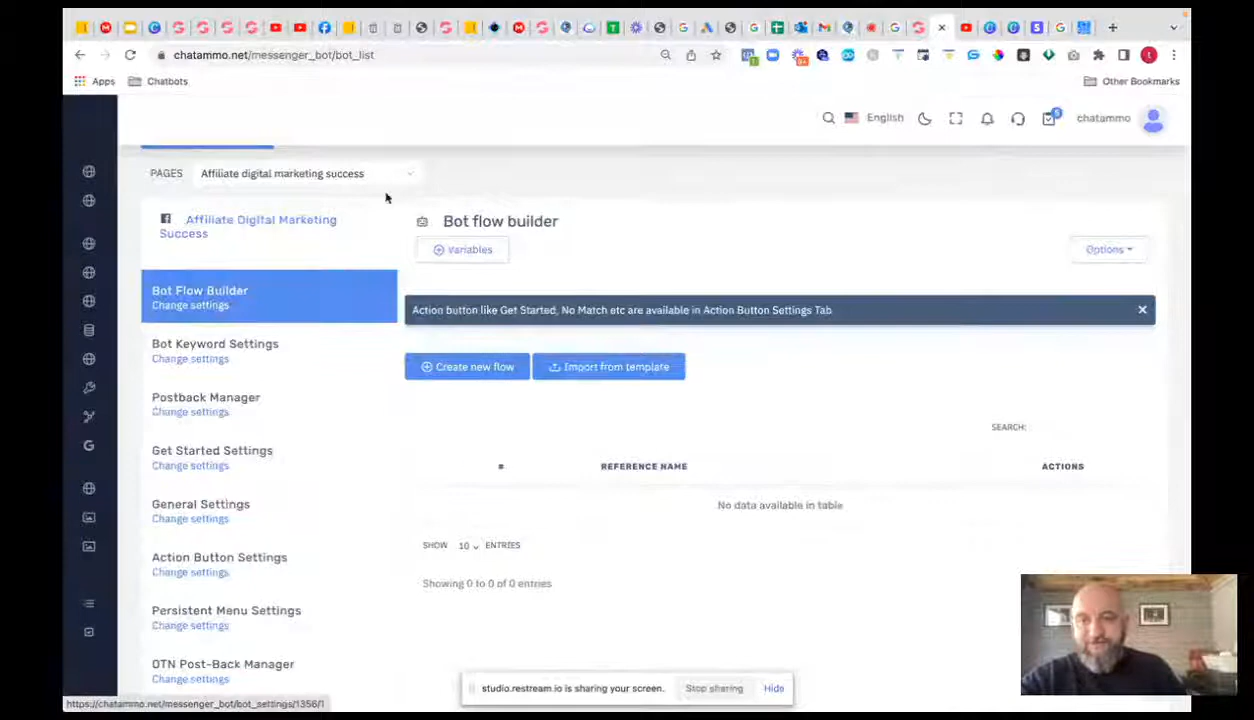 chatammo.net/messenger_bot/bot_list
Apps
Chatbots
Other Bookmarks
English
5
chatammo
PAGES
Affiliate digital marketing success
Affiliate Digital Marketing
Success
Bot flow builder
Variables
Options
Bot Flow Builder
Change settings
Action button like Get Started, No Match etc are available in Action Button Settings Tab
Bot Keyword Settings
Change settings
Create new flow
Import from template
Postback Manager
Change settings
SEARCH:
Get Started Settings
Change settings
#
REFERENCE NAME
ACTIONS
General Settings
Change settings
No data available in table
SHOW 10 ENTRIES
Action Button Settings
Change settings
Showing 0 to 0 of 0 entries
Persistent Menu Settings
Change settings
OTN Post-Back Manager
Change settings
studio.restream.io is sharing your screen.
Stop sharing
Hide
https://chatammo.net/messenger_bot/bot_settings/1356/1